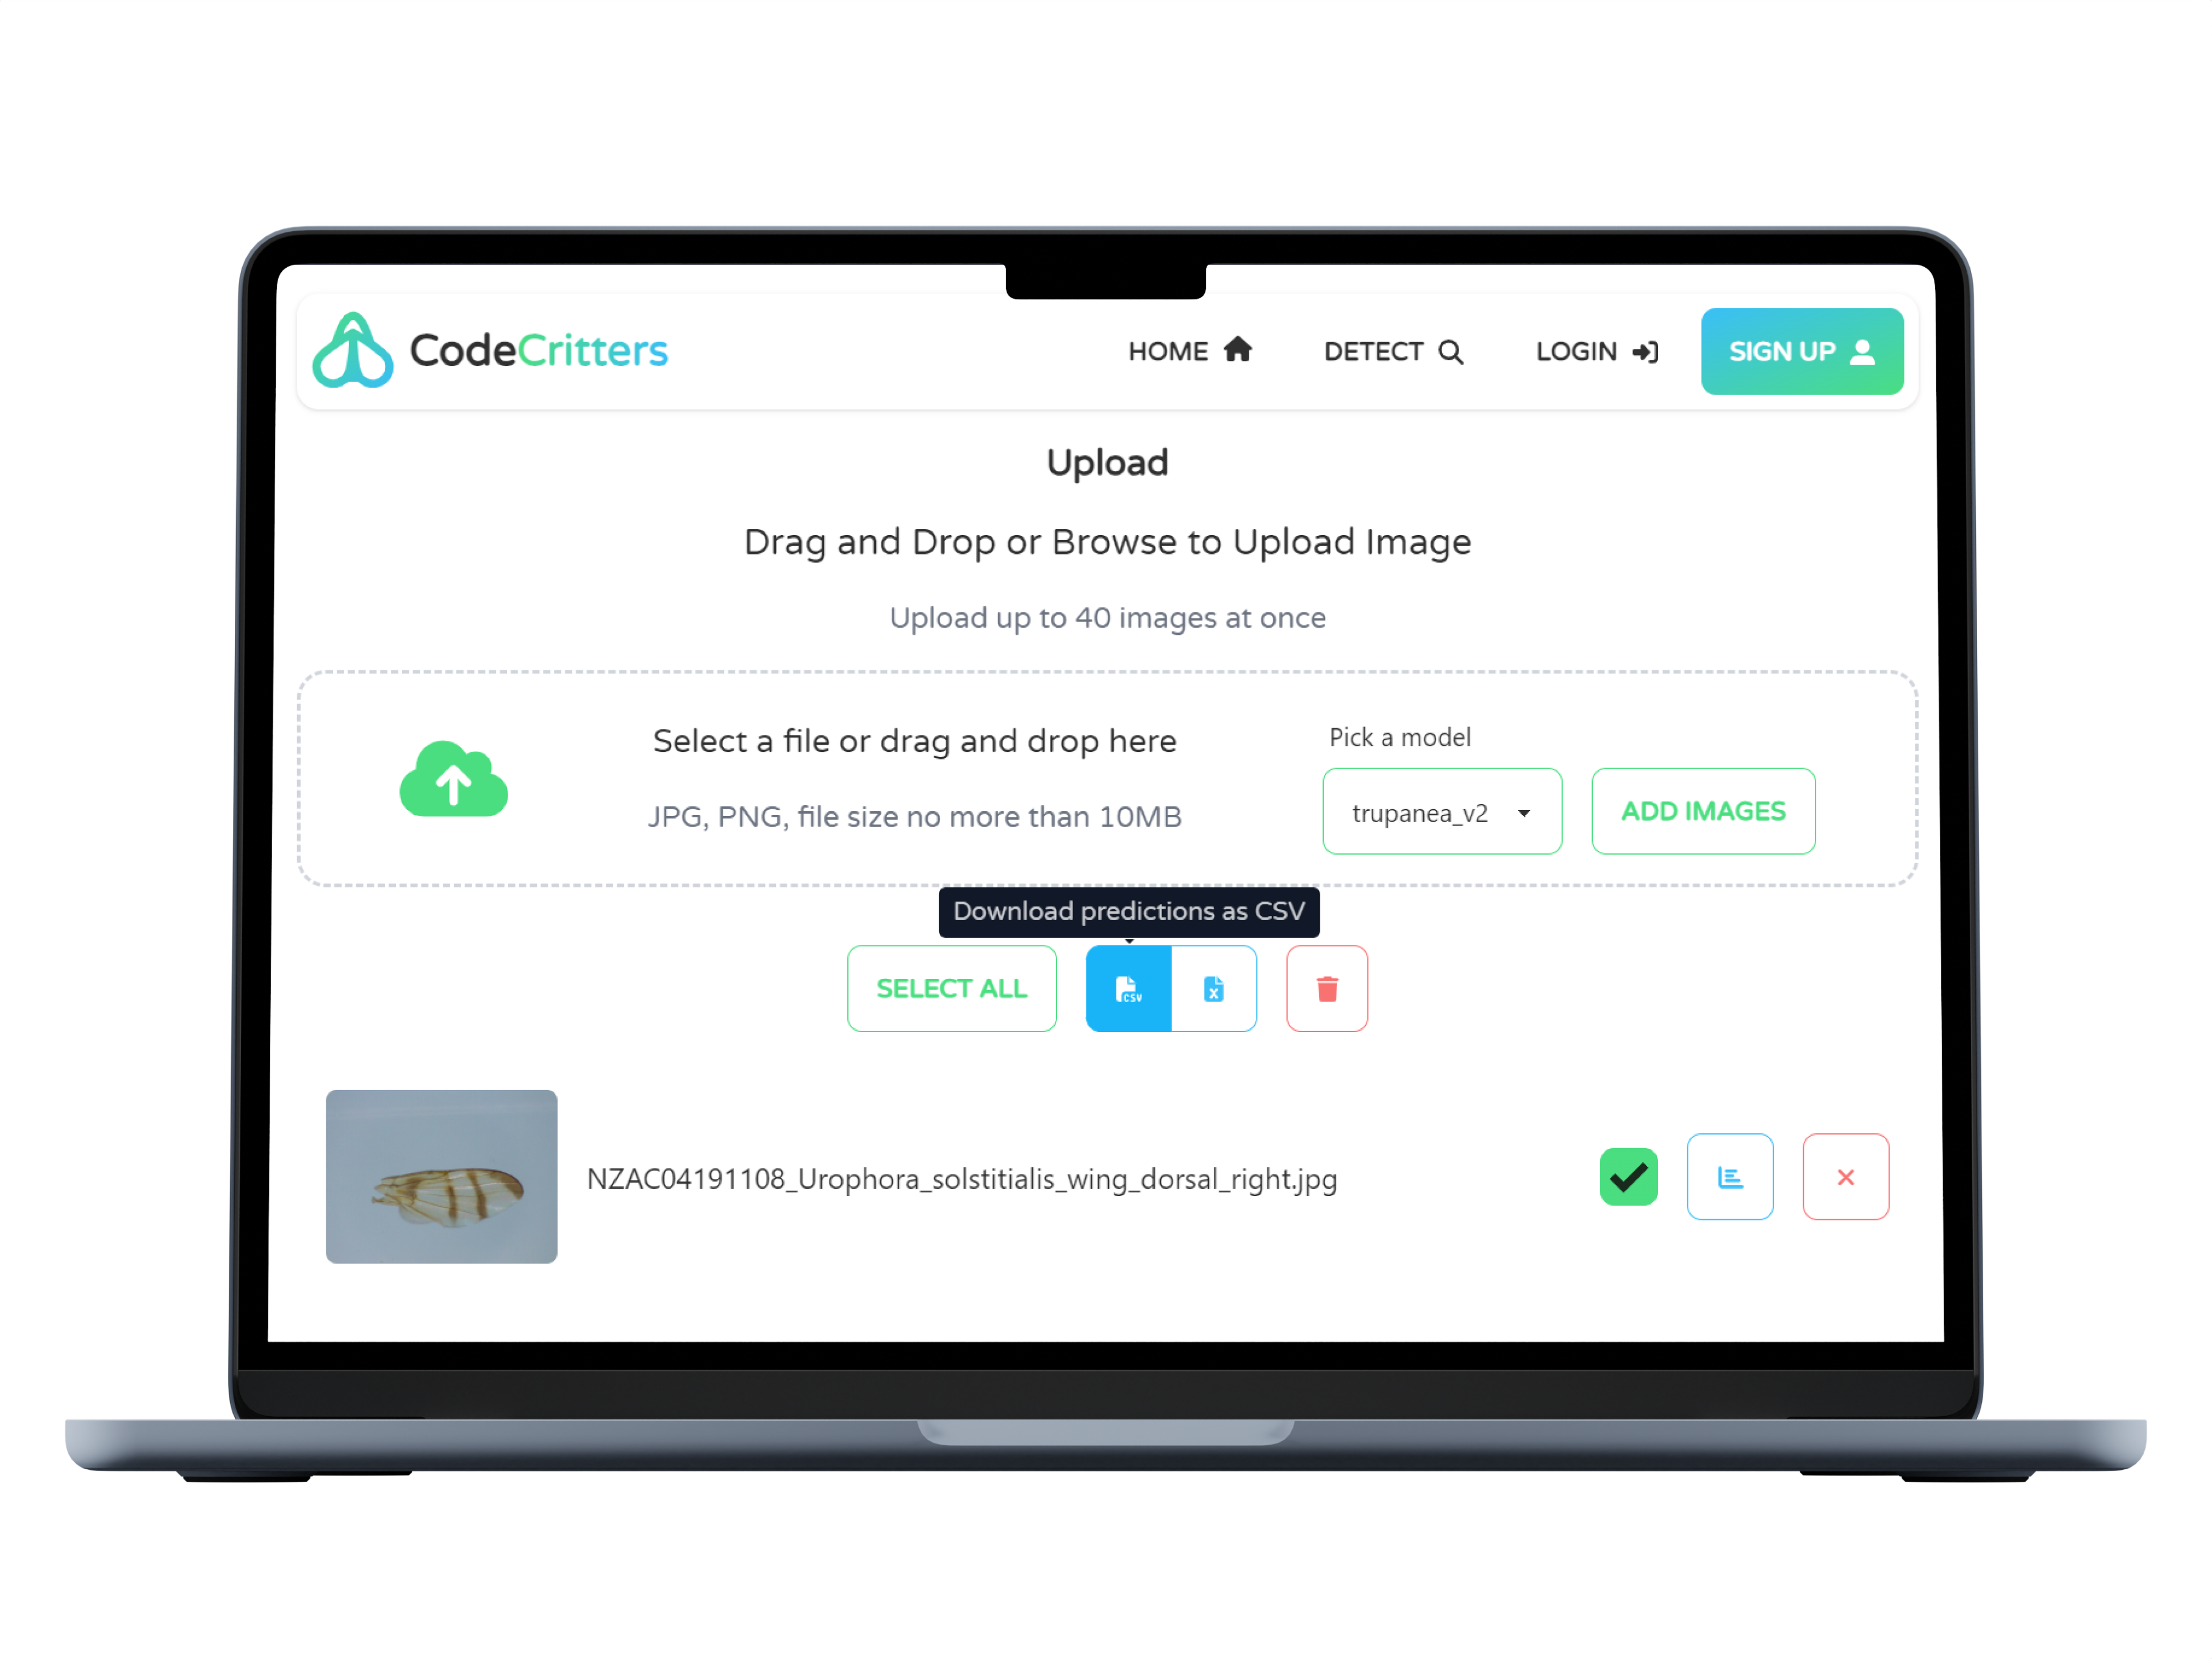 CodeCritters
HOME
DETECT
LOGIN
SIGN UP
Upload
Drag and Drop or Browse to Upload Image
Upload up to 40 images at once
Select a file or drag and drop here
JPG, PNG, file size no more than 10MB
Pick a model
trupanea_v2
ADD IMAGES
Download predictions as CSV
SELECT ALL
CSV
X
NZAC04191108_Urophora_solstitialis_wing_dorsal_right.jpg